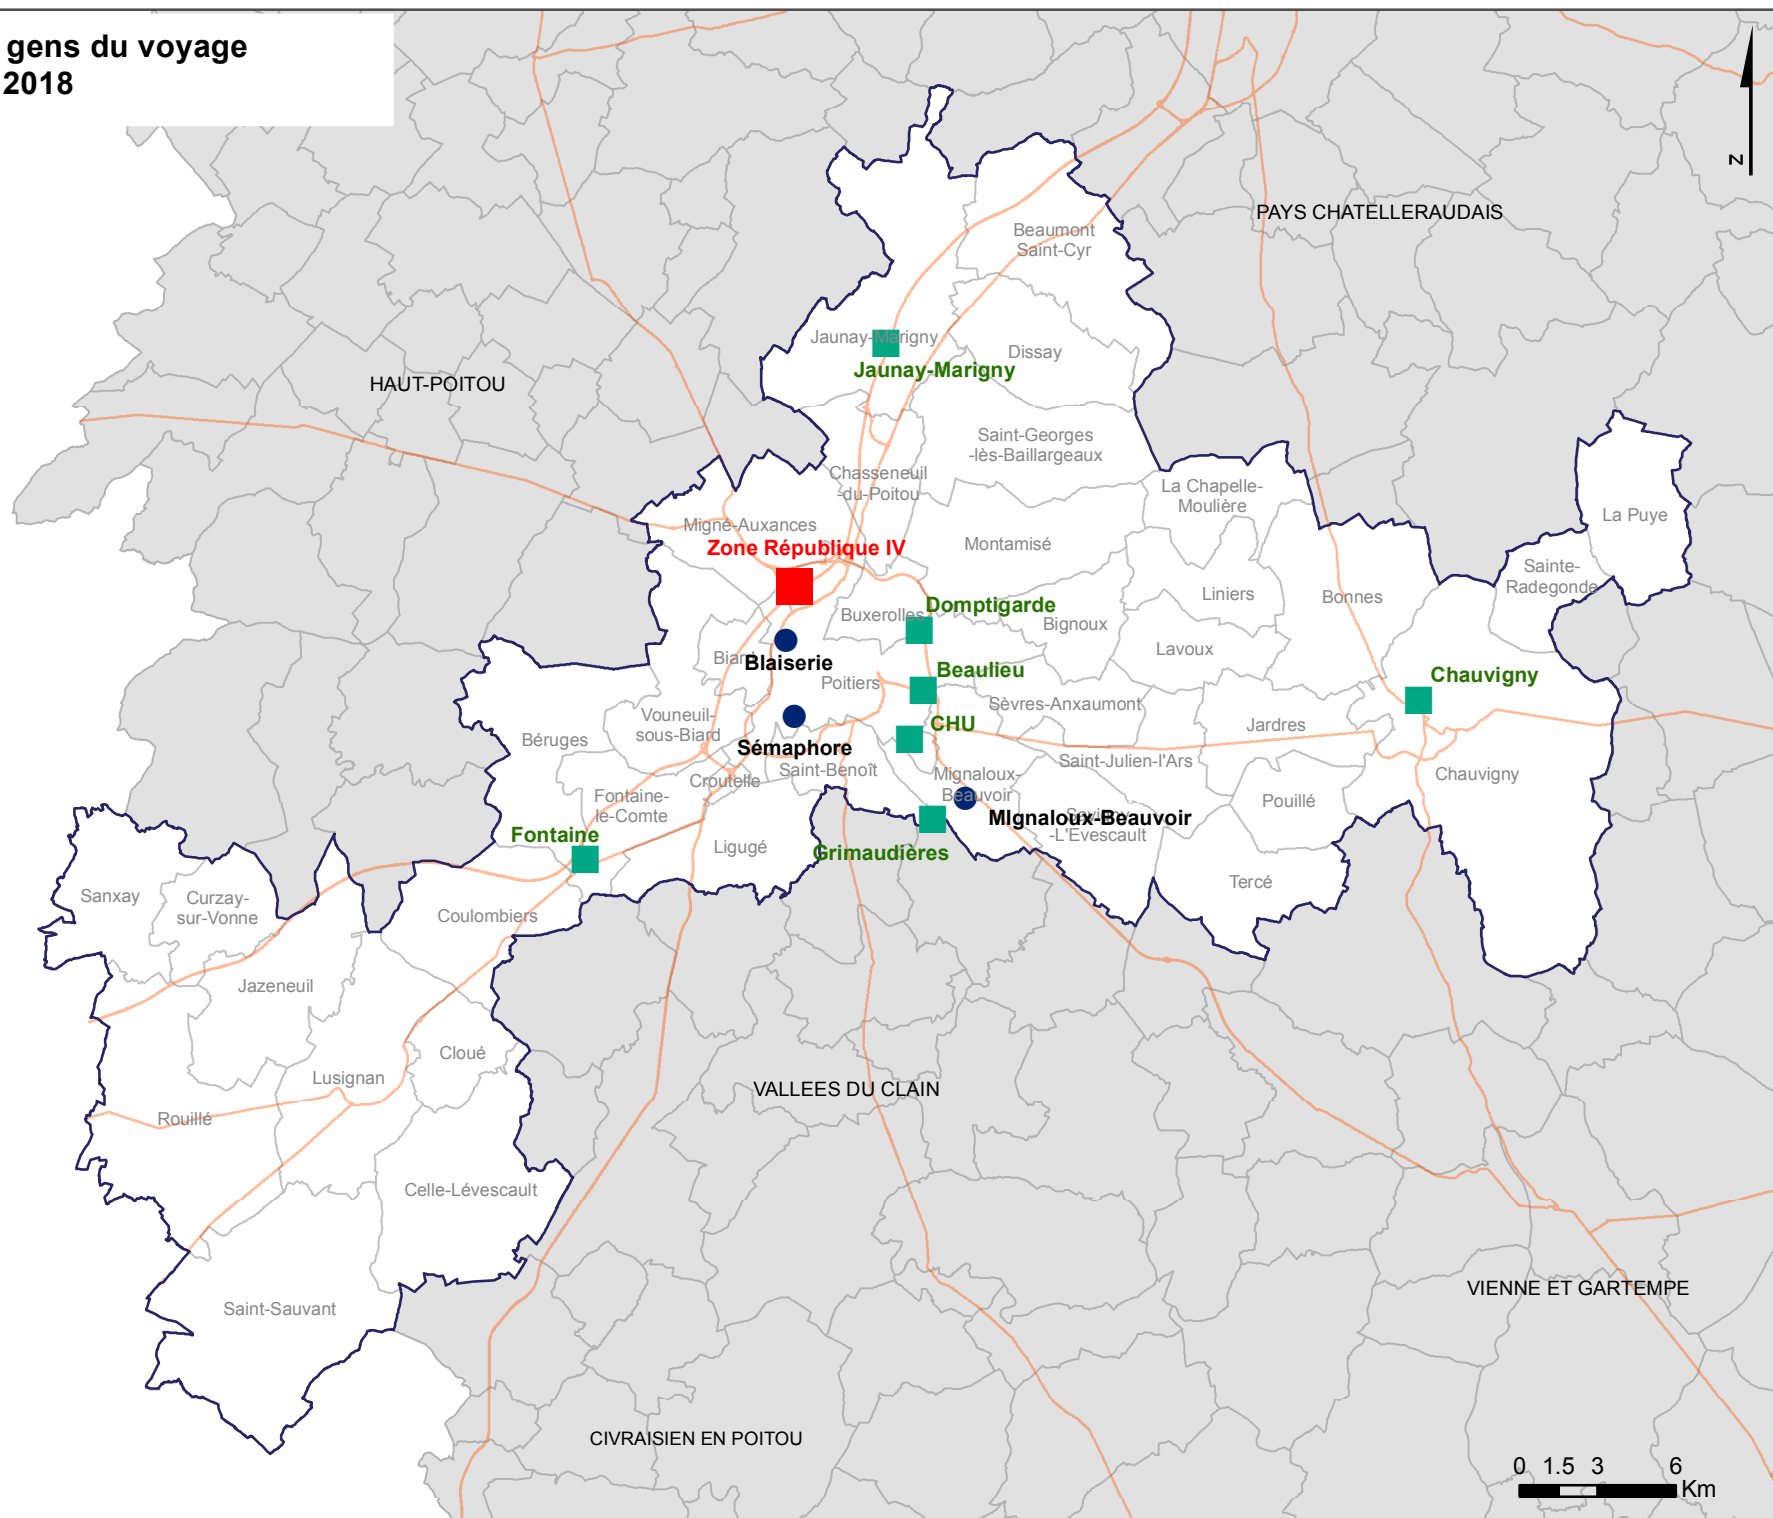 gens du voyage
2018
N
PAYS CHATELLERAUDAIS
Beaumont
Saint-Cyr
Jaunay-Marigny
Dissay
Jaunay-Marigny
HAUT-POITOU
Saint-Georges
-lès-Baillargeaux
Chasseneuil
-du-Poitou
La Chapelle-
Moulière
La Puye
Migné-Auxances
Zone République IV
Montamisé
Sainte-
Radegonde
Liniers
Bonnes
Domptigarde
Buxerolles
Bignoux
Lavoux
Biard
Blaiserie
Beaulieu
Chauvigny
Poitiers
Sèvres-Anxaumont
Vouneuil-
sous-Biard
CHU
Jardres
Béruges
Sémaphore
Saint-Benoît
Saint-Julien-l'Ars
Croutelle
Mignaloux-
Beauvoir
Chauvigny
Fontaine-
le-Comte
Pouillé
MIgnaloux-Beauvoir
Savigny
-L'Evescault
Fontaine
Ligugé
Grimaudières
Tercé
Sanxay
Curzay-
sur-Vonne
Coulombiers
Jazeneuil
Cloué
Lusignan
VALLEES DU CLAIN
Rouillé
Celle-Lévescault
VIENNE ET GARTEMPE
Saint-Sauvant
CIVRAISIEN EN POITOU
0 1.5 3 6
Km